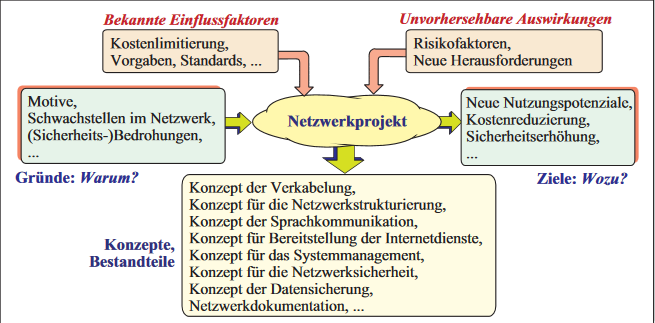 Bekannte Einflussfaktoren
Unvorhersehbare Auswirkungen
Kostenlimitierung,
Vorgaben, Standards, ...
Risikofaktoren,
Neue Herausforderungen
Motive,
Schwachstellen im Netzwerk,
(Sicherheits-)Bedrohungen,
...
Netzwerkprojekt
Neue Nutzungspotenziale,
Kostenreduzierung,
Sicherheitserhöhung,
...
Gründe: Warum?
Ziele: Wozu?
Konzepte,
Bestandteile
Konzept der Verkabelung,
Konzept für die Netzwerkstrukturierung,
Konzept der Sprachkommunikation,
Konzept für Bereitstellung der Internetdienste,
Konzept für das Systemmanagement,
Konzept für die Netzwerksicherheit,
Konzept der Datensicherung,
Netzwerkdokumentation, ...